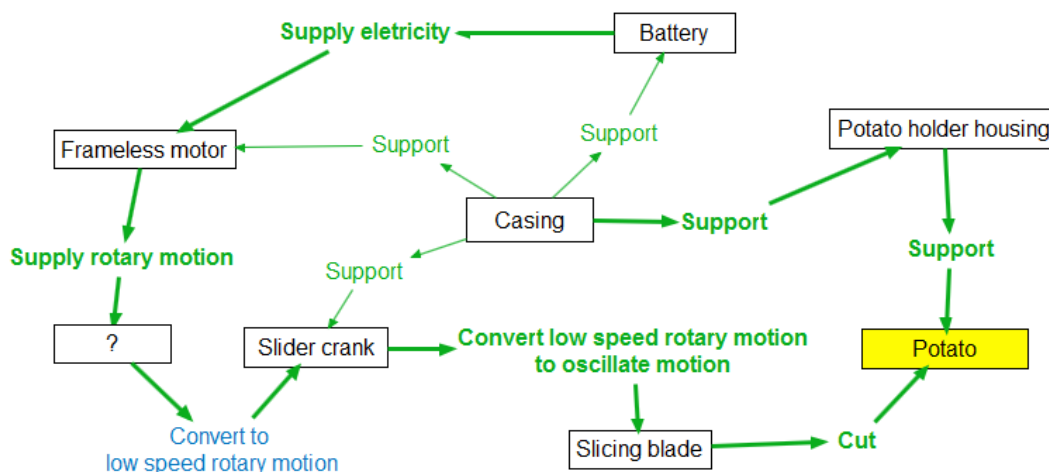 Supply eletricity
Battery
Frameless motor
Support
Support
Potato holder housing
Casing
Support
Supply rotary motion
Support
Support
?
Slider crank
Convert low speed rotary motion
to oscillate motion
Potato
Convert to
low speed rotary motion
Slicing blade
Cut